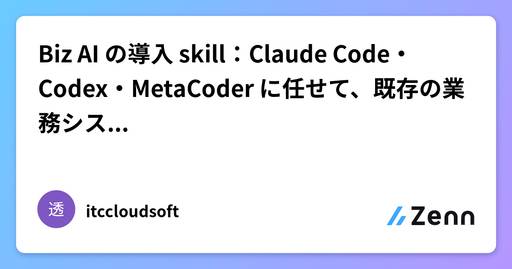 Biz AI の導入 skill：Claude Code・
Codex・MetaCoder に任せて、既存の業
務シス...
透
itccloudsoft
Zenn